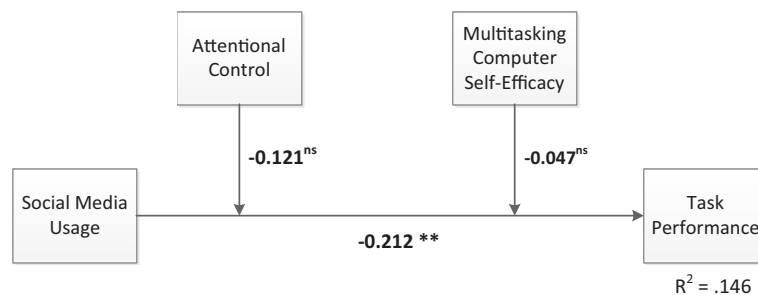 Attentional
Control
Multitasking
Computer
Self-Efficacy
-0.121ns
-0.047ns
Social Media
Usage
Task
Performance
-0.212 **
R2 = .146